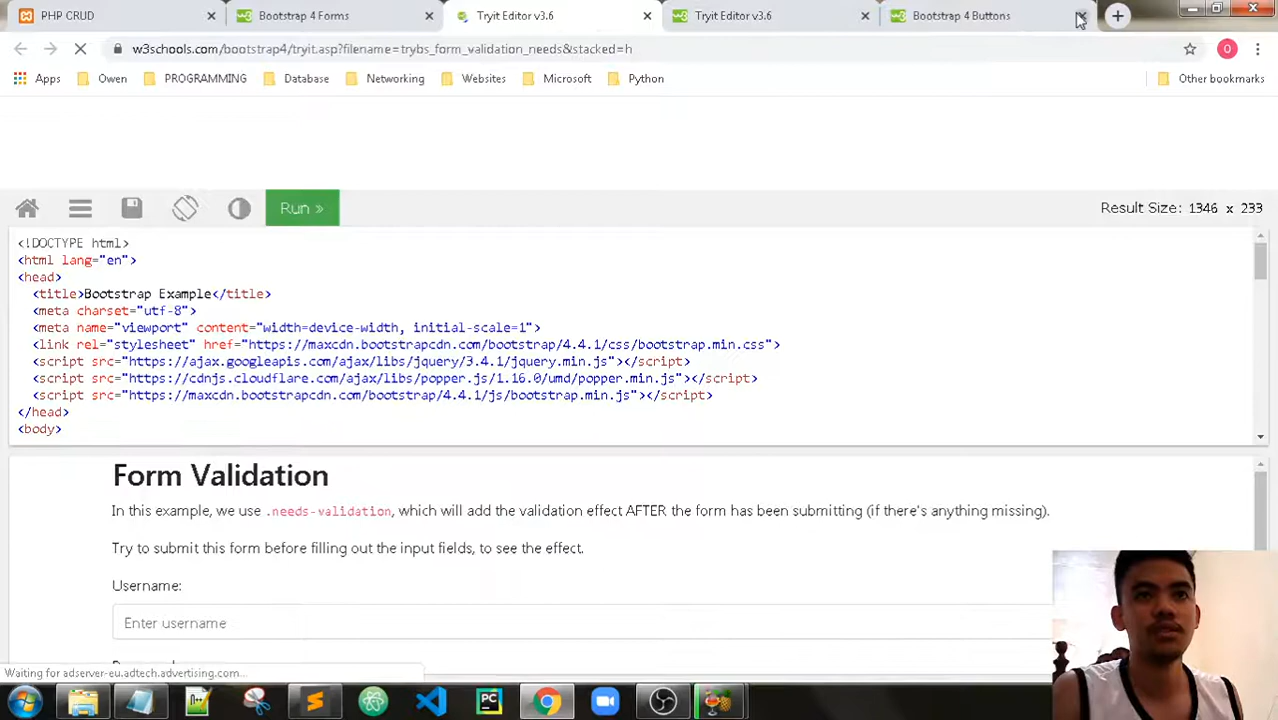 PHP CRUD
Bootstrap 4 Forms
Tryit Editor v3.6
Tryit Editor v3.6
Bootstrap 4 Buttons
w3schools.com/bootstrap4/tryit.asp?filename=trybs_form_validation_needs&stacked=h
O
Apps Owen PROGRAMMING Database Networking Websites Microsoft Python Other bookmarks
Run » Result Size: 1346 x 233
<!DOCTYPE html>
<html lang="en">
<head>
<title>Bootstrap Example</title>
<meta charset="utf-8">
<meta name="viewport" content="width=device-width, initial-scale=1">
<link rel="stylesheet" href="https://maxcdn.bootstrapcdn.com/bootstrap/4.4.1/css/bootstrap.min.css">
<script src="https://ajax.googleapis.com/ajax/libs/jquery/3.4.1/jquery.min.js"></script>
<script src="https://cdnjs.cloudflare.com/ajax/libs/popper.js/1.16.0/umd/popper.min.js"></script>
<script src="https://maxcdn.bootstrapcdn.com/bootstrap/4.4.1/js/bootstrap.min.js"></script>
</head>
<body>
Form Validation
In this example, we use .needs-validation, which will add the validation effect AFTER the form has been submitting (if there's anything missing).
Try to submit this form before filling out the input fields, to see the effect.
Username:
Enter username
Waiting for adserver-eu.adtech.advertising.com...